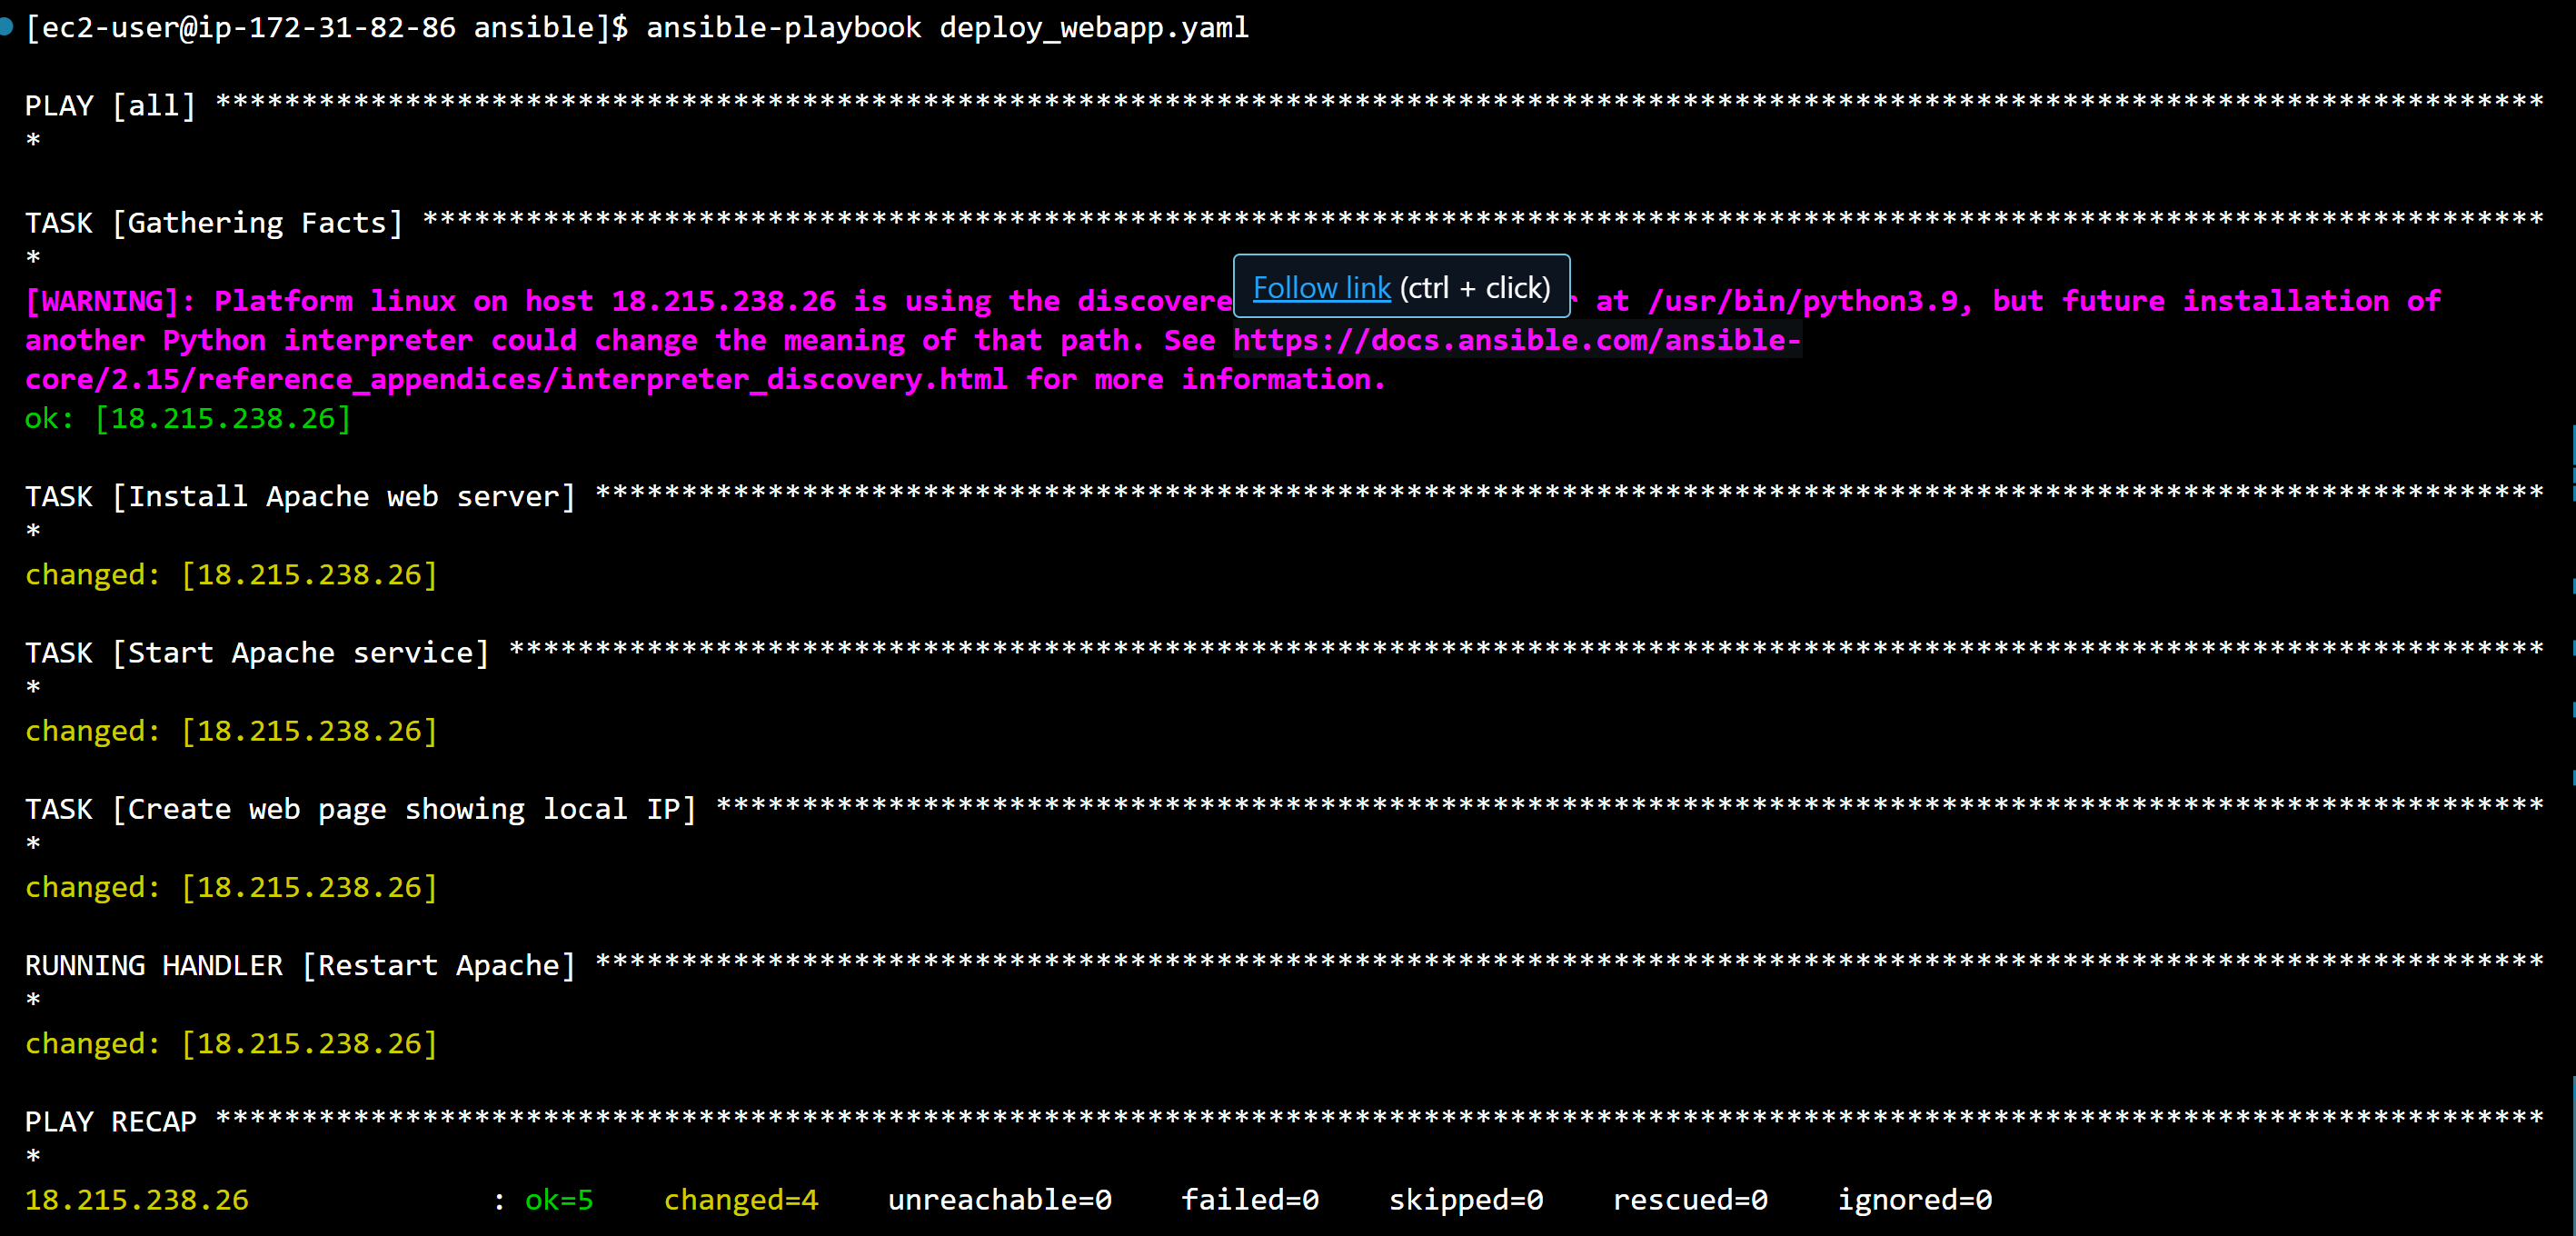 [ec2-user@ip-172-31-82-86 ansible]$ ansible-playbook deploy_webapp.yaml
PLAY [all] ***************************************************************************************************************************************
*
TASK [Gathering Facts] ***************************************************************************************************************************
*
[WARNING]: Platform linux on host 18.215.238.26 is using the discovere
Follow link (ctrl + click)
at /usr/bin/python3.9, but future installation of
another Python interpreter could change the meaning of that path. See https://docs.ansible.com/ansible-
core/2.15/reference_appendices/interpreter_discovery.html for more information.
ok: [18.215.238.26]
TASK [Install Apache web server] *****************************************************************************************************************
*
changed: [18.215.238.26]
TASK [Start Apache service] **********************************************************************************************************************
*
changed: [18.215.238.26]
TASK [Create web page showing local IP] **********************************************************************************************************
*
changed: [18.215.238.26]
RUNNING HANDLER [Restart Apache] *****************************************************************************************************************
*
changed: [18.215.238.26]
PLAY RECAP ***************************************************************************************************************************************
*
18.215.238.26 : ok=5 changed=4 unreachable=0 failed=0 skipped=0 rescued=0 ignored=0